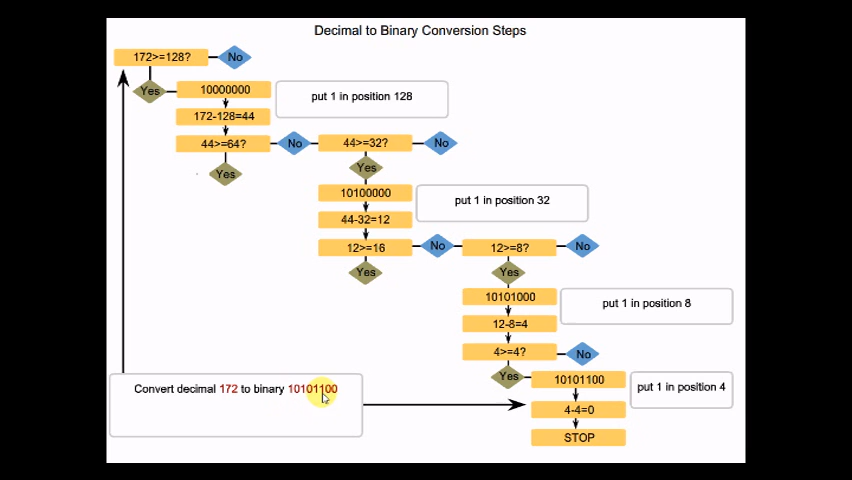 Decimal to Binary Conversion Steps
172>=128?
No
Yes
10000000
put 1 in position 128
172-128=44
44>=64?
No
44>=32?
No
Yes
Yes
10100000
put 1 in position 32
44-32=12
12>=16
No
12>=8?
No
Yes
Yes
10101000
put 1 in position 8
12-8=4
4>=4?
No
Yes
10101100
put 1 in position 4
Convert decimal 172 to binary 10101100
4-4=0
STOP